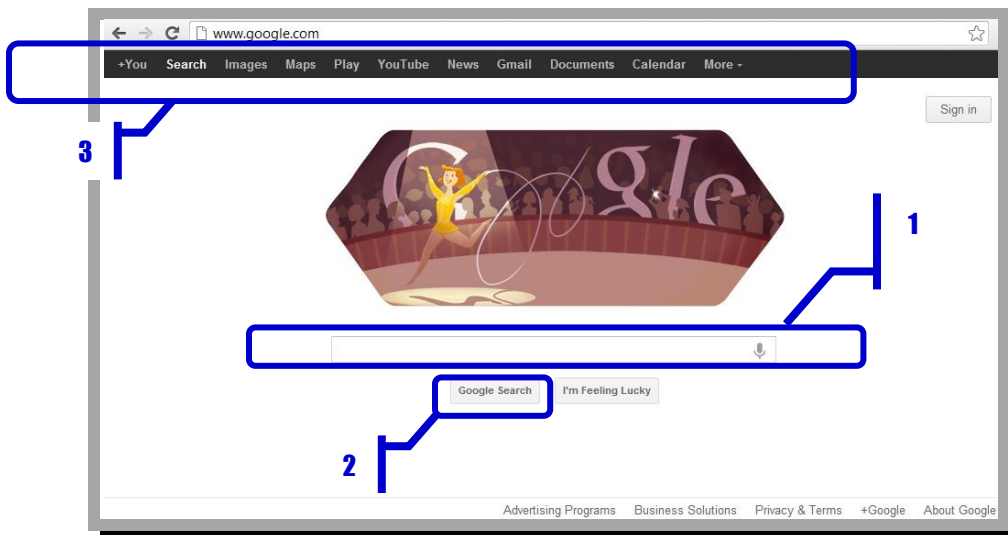 www.google.com
+You Search Images Maps Play YouTube News Gmail Documents Calendar More
Sign in
3
Google
1
Google Search I'm Feeling Lucky
2
Advertising Programs Business Solutions Privacy & Terms +Google About Google